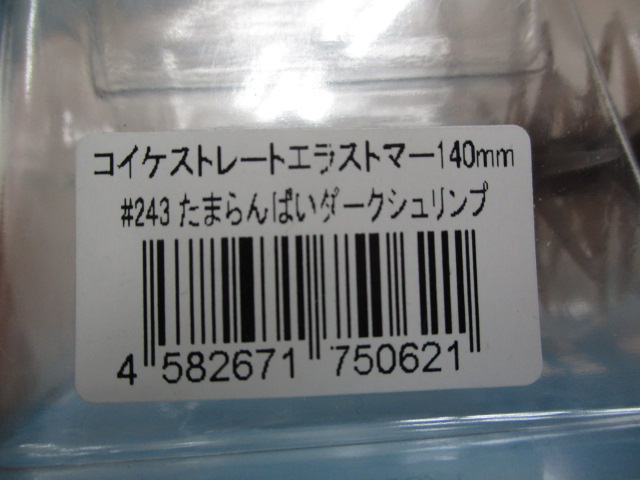 コイケストレートエラストマー140mm
#243 たまらんばいダークシュリンプ
4 582671 750621